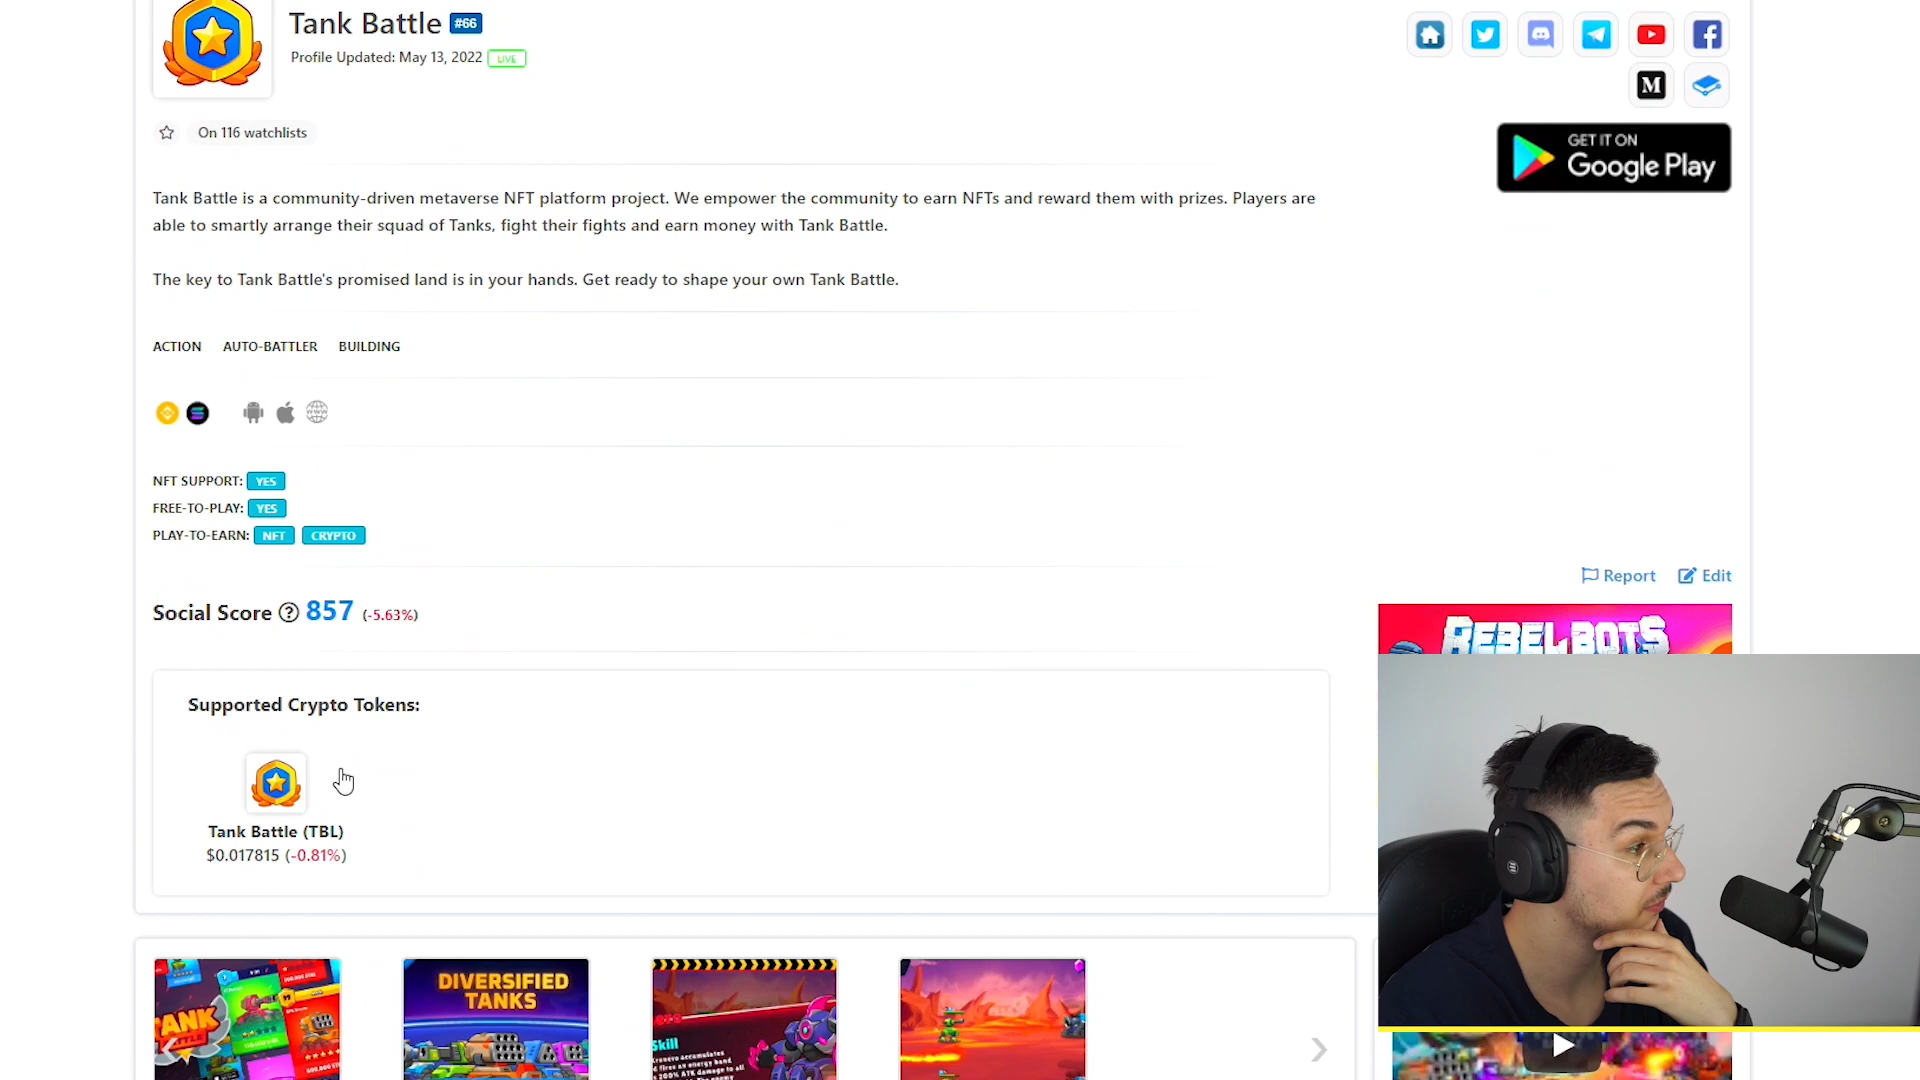 Tank Battle #66
Profile Updated: May 13, 2022 LIVE
On 116 watchlists
M
GET IT ON
Google Play
Tank Battle is a community-driven metaverse NFT platform project. We empower the community to earn NFTs and reward them with prizes. Players are
able to smartly arrange their squad of Tanks, fight their fights and earn money with Tank Battle.
The key to Tank Battle's promised land is in your hands. Get ready to shape your own Tank Battle.
ACTION AUTO-BATTLER BUILDING
NFT SUPPORT: YES
FREE-TO-PLAY: YES
PLAY-TO-EARN: NFT CRYPTO
Report Edit
Social Score ? 857 (-5.63%)
REBEL BOTS
Supported Crypto Tokens:
Tank Battle (TBL)
$0.017815 (-0.81%)
TANK
DIVERSIFIED
TANKS
Skill